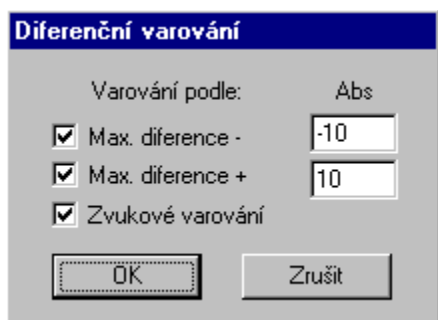 Diferenční varování
Varování podle: Abs
Max. diference - -10
Max. diference + 10
Zvukové varování
OK Zrušit